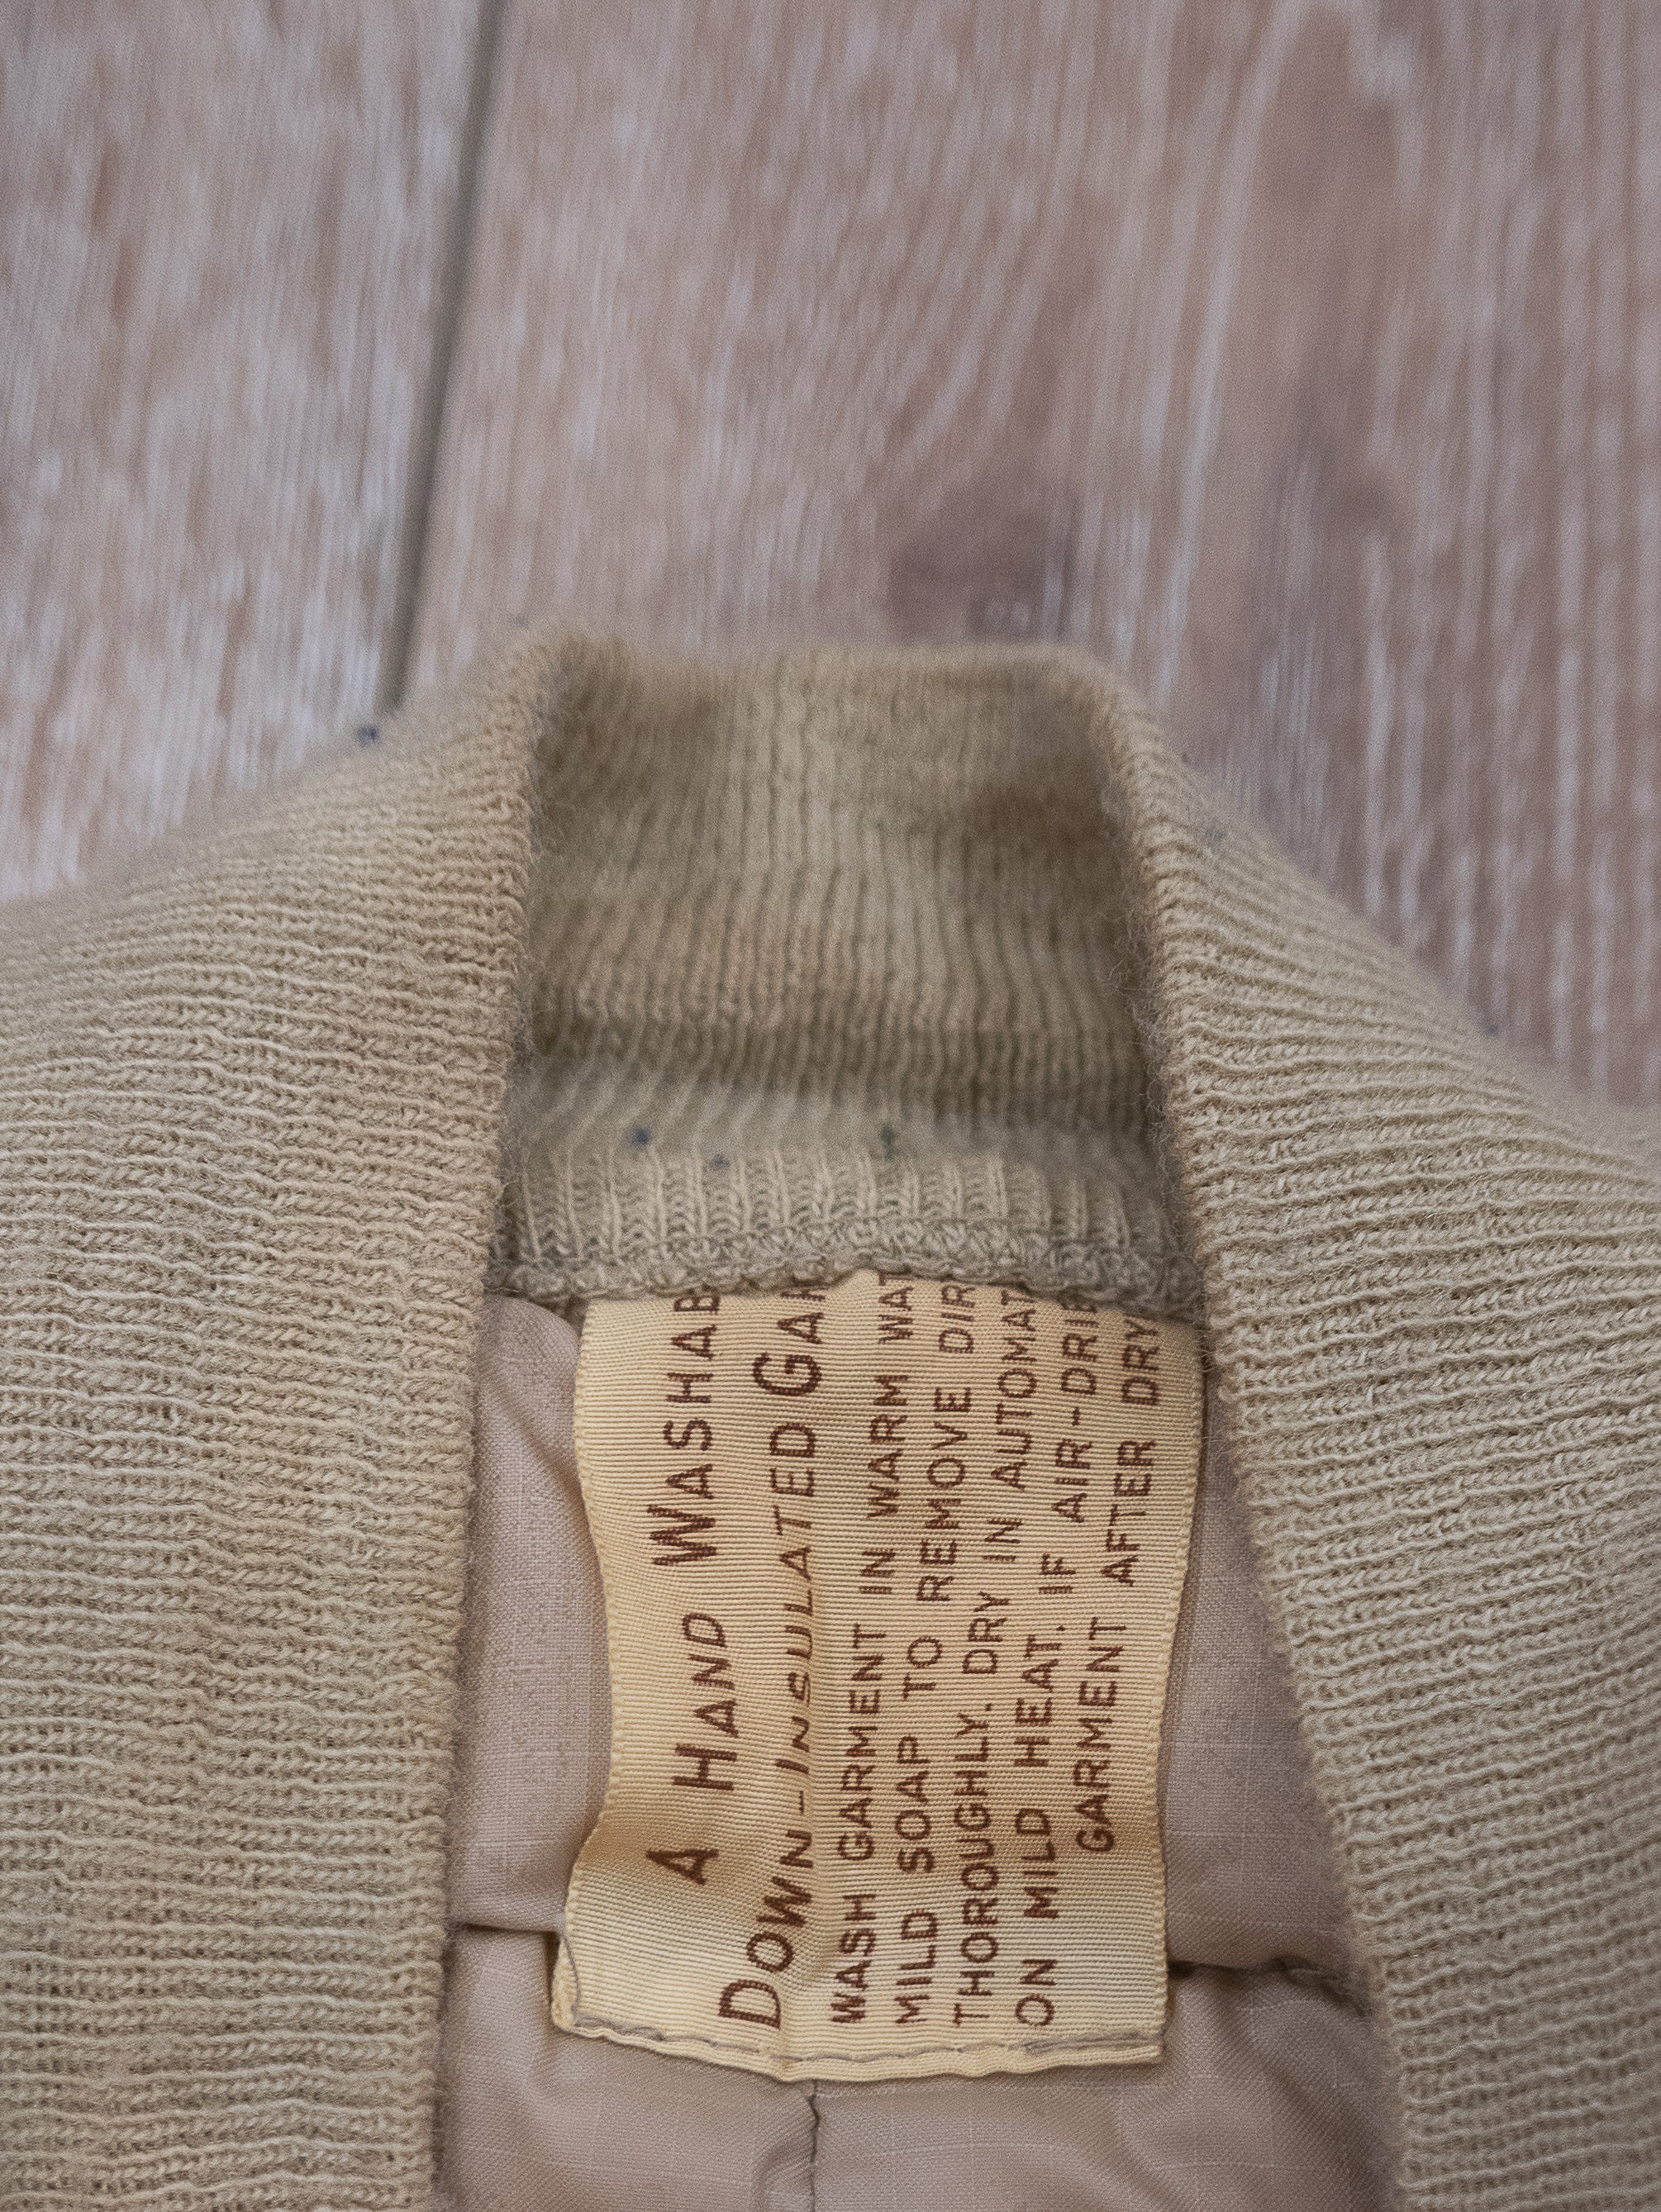 A HAND WASHAB
DOWN-INSULATED GAR
WASH GARMENT IN WARM WAT
MILD SOAP TO REMOVE DIR
THOROUGHLY. DRY IN AUTOMAT
ON MILD HEAT. IF AIR-DRIE
GARMENT AFTER DRY